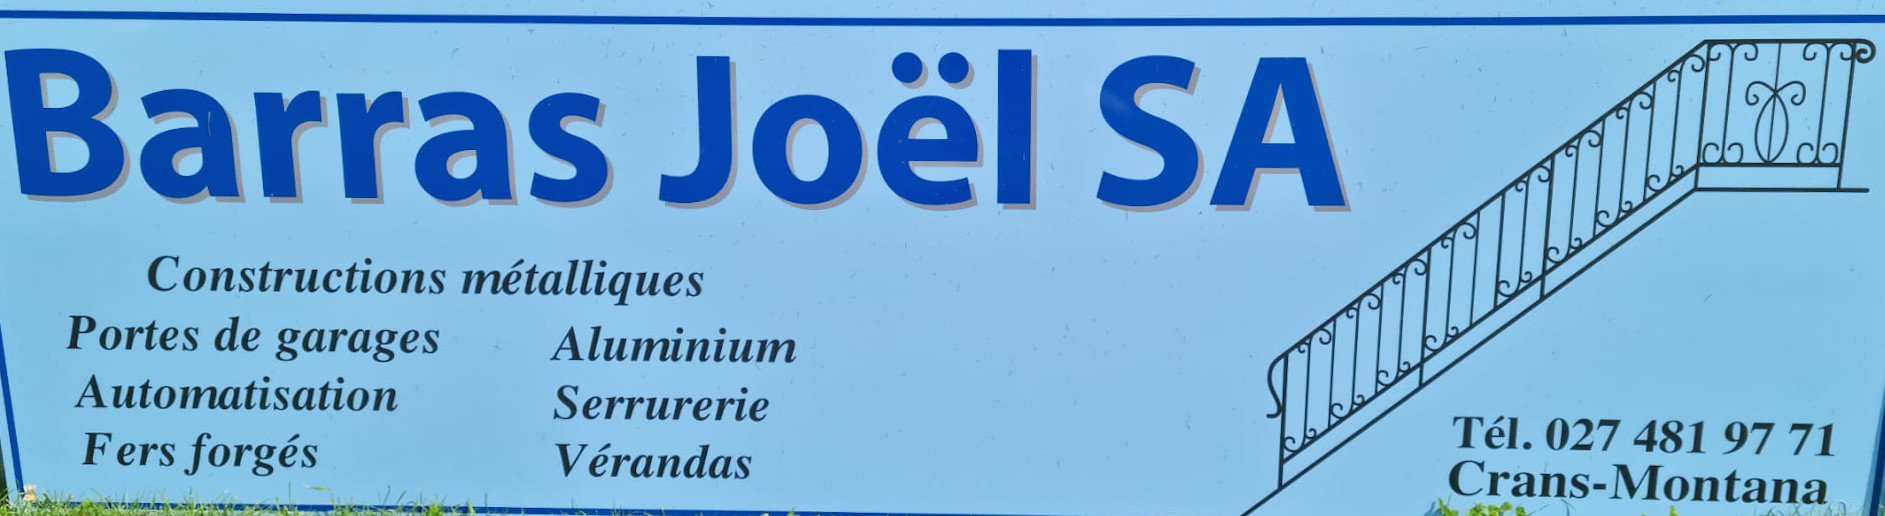 Barras Joël SA
Constructions métalliques
Portes de garages
Automatisation
Fers forgés
Aluminium
Serrurerie
Vérandas
Tél. 027 481 97 71
Crans-Montana